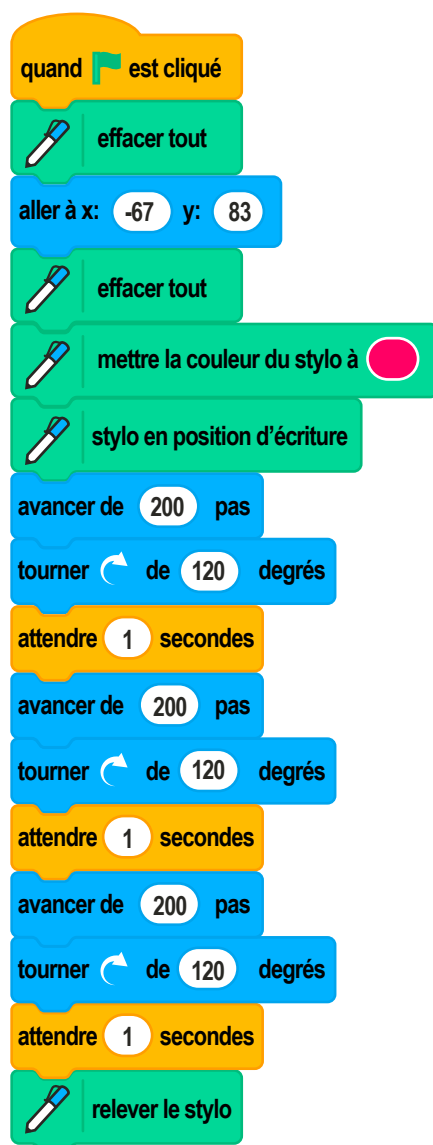 quand est cliqué
effacer tout
aller à x: -67 y: 83
effacer tout
mettre la couleur du stylo à
stylo en position d'écriture
avancer de 200 pas
tourner de 120 degrés
attendre 1 secondes
avancer de 200 pas
tourner de 120 degrés
attendre 1 secondes
avancer de 200 pas
tourner de 120 degrés
attendre 1 secondes
relever le stylo